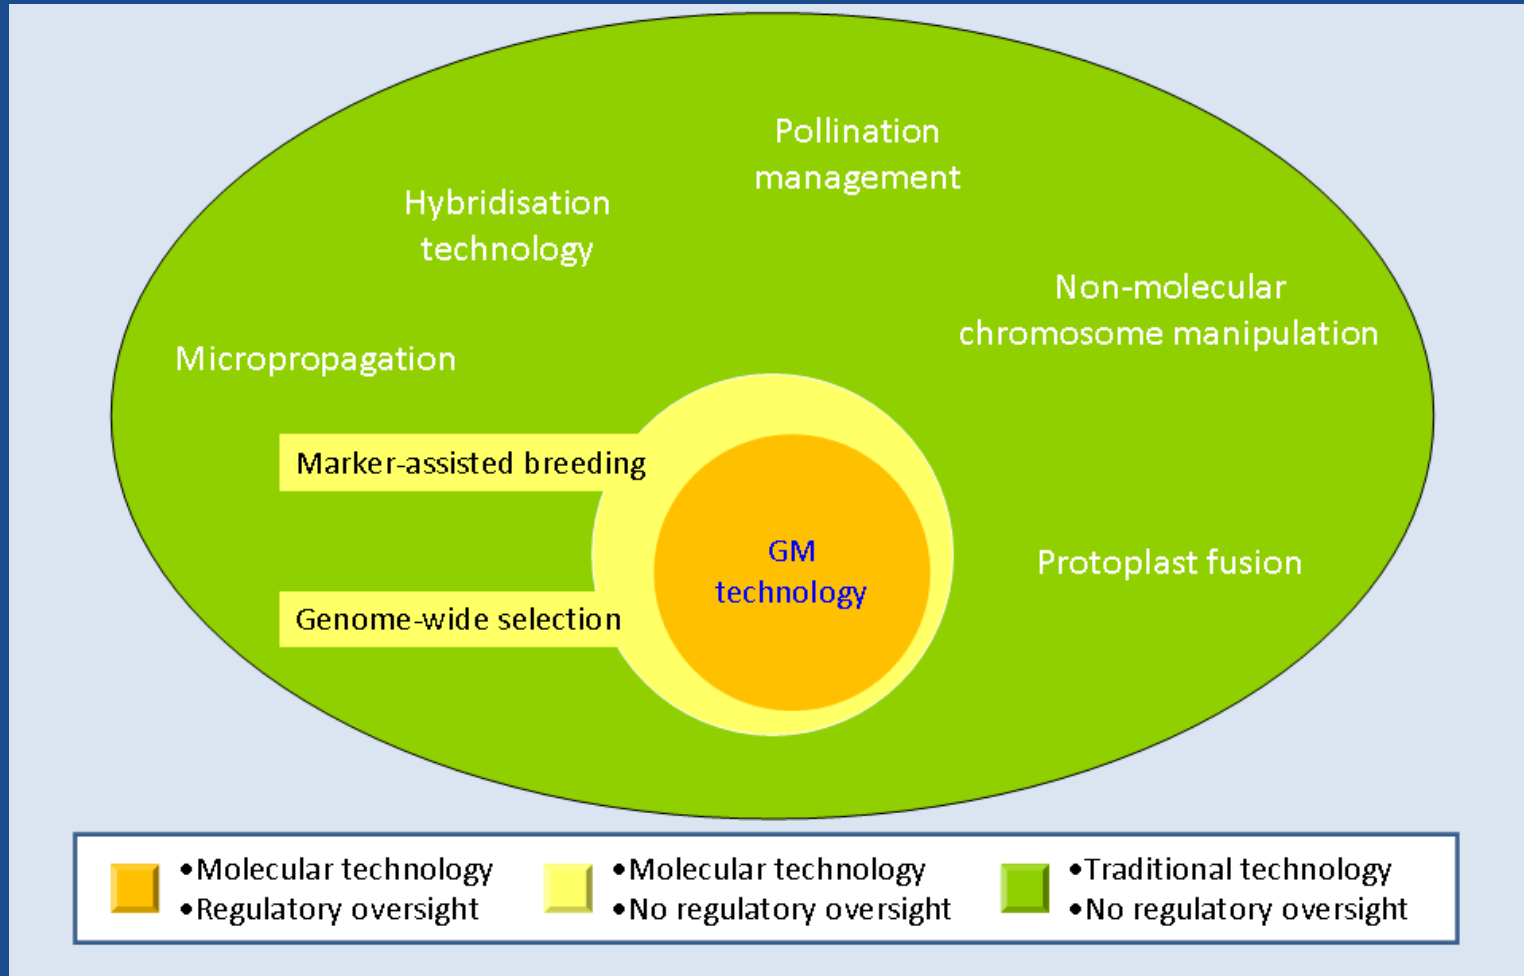 Pollination
management
Hybridisation
technology
Non-molecular
chromosome manipulation
Micropropagation
Marker-assisted breeding
GM
technology
Protoplast fusion
Genome-wide selection
•Molecular technology
•Regulatory oversight
•Molecular technology
•No regulatory oversight
•Traditional technology
•No regulatory oversight